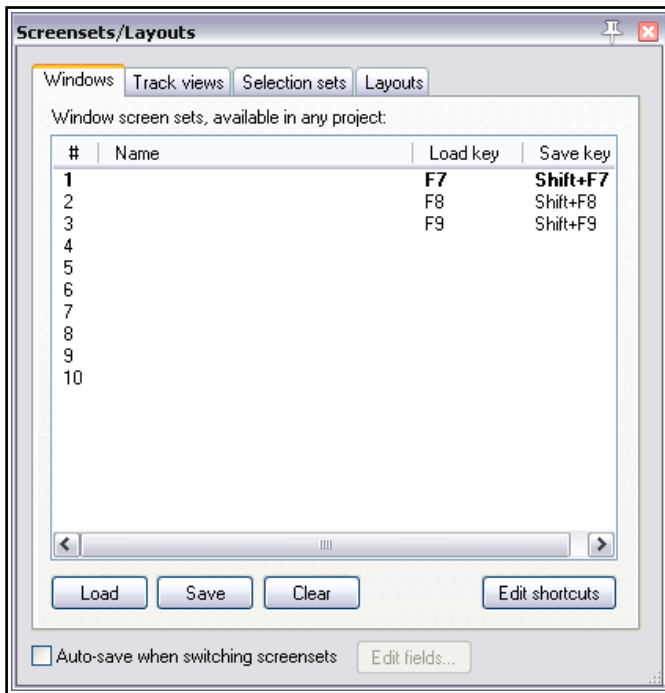 Screensets/Layouts
Windows Track views Selection sets Layouts
Window screen sets, available in any project:
# Name Load key Save key
1 F7 Shift+F7
2 F8 Shift+F8
3 F9 Shift+F9
4
5
6
7
8
9
10
Load Save Clear Edit shortcuts
Auto-save when switching screensets Edit fields...